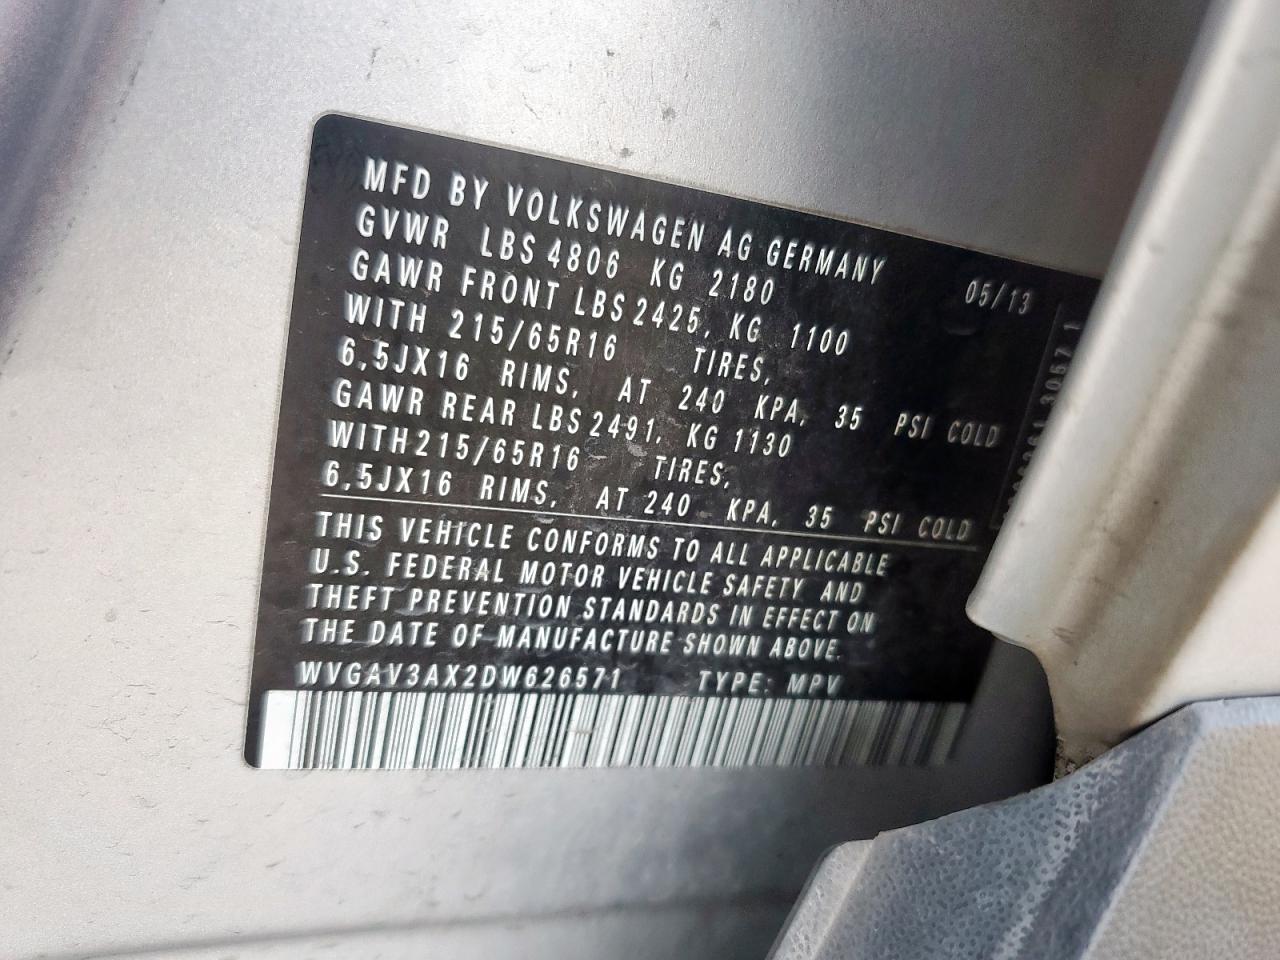 MFD BY VOLKSWAGEN AG GERMANY 05/13
GVWR LBS 4806 KG 2180
GAWR FRONT LBS 2425, KG 1100
WITH 215/65R16 TIRES,
6,5JX16 RIMS, AT 240 KPA, 35 PSI COLD
GAWR REAR LBS 2491, KG 1130
WITH 215/65R16 TIRES,
6,5JX16 RIMS, AT 240 KPA, 35 PSI COLD
THIS VEHICLE CONFORMS TO ALL APPLICABLE
U.S. FEDERAL MOTOR VEHICLE SAFETY AND
THEFT PREVENTION STANDARDS IN EFFECT ON
THE DATE OF MANUFACTURE SHOWN ABOVE.
WVGAV3AX2DW626571 TYPE: MPV